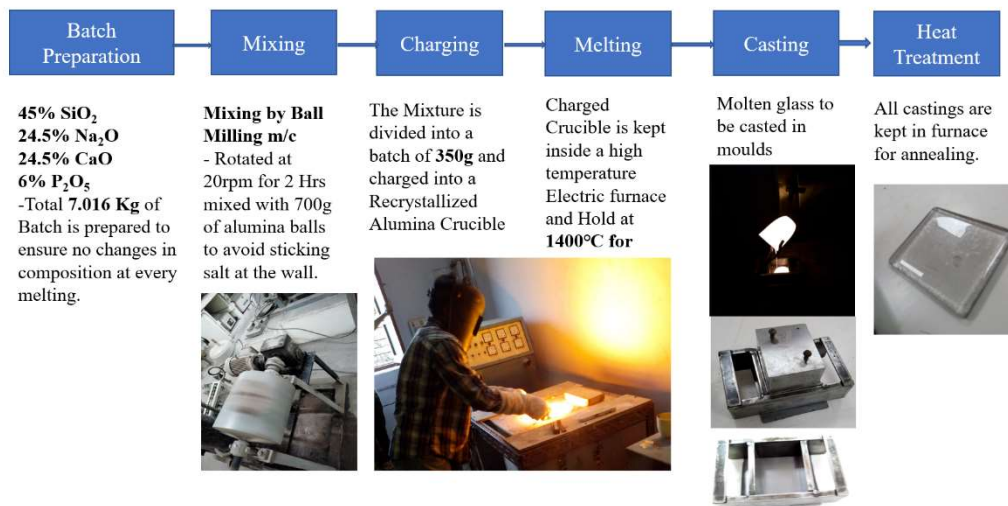 Batch
Preparation
Mixing
Charging
Melting
Casting
Heat
Treatment
45% SiO₂
24.5% Na₂O
24.5% CaO
6% P₂O₅
-Total 7.016 Kg of
Batch is prepared to
ensure no changes in
composition at every
melting.
Mixing by Ball
Milling m/c
- Rotated at
20rpm for 2 Hrs
mixed with 700g
of alumina balls
to avoid sticking
salt at the wall.
The Mixture is
divided into a
batch of 350g and
charged into a
Recrystallized
Alumina Crucible
Charged
Crucible is kept
inside a high
temperature
Electric furnace
and Hold at
1400°C for
Molten glass to
be casted in
moulds
All castings are
kept in furnace
for annealing.